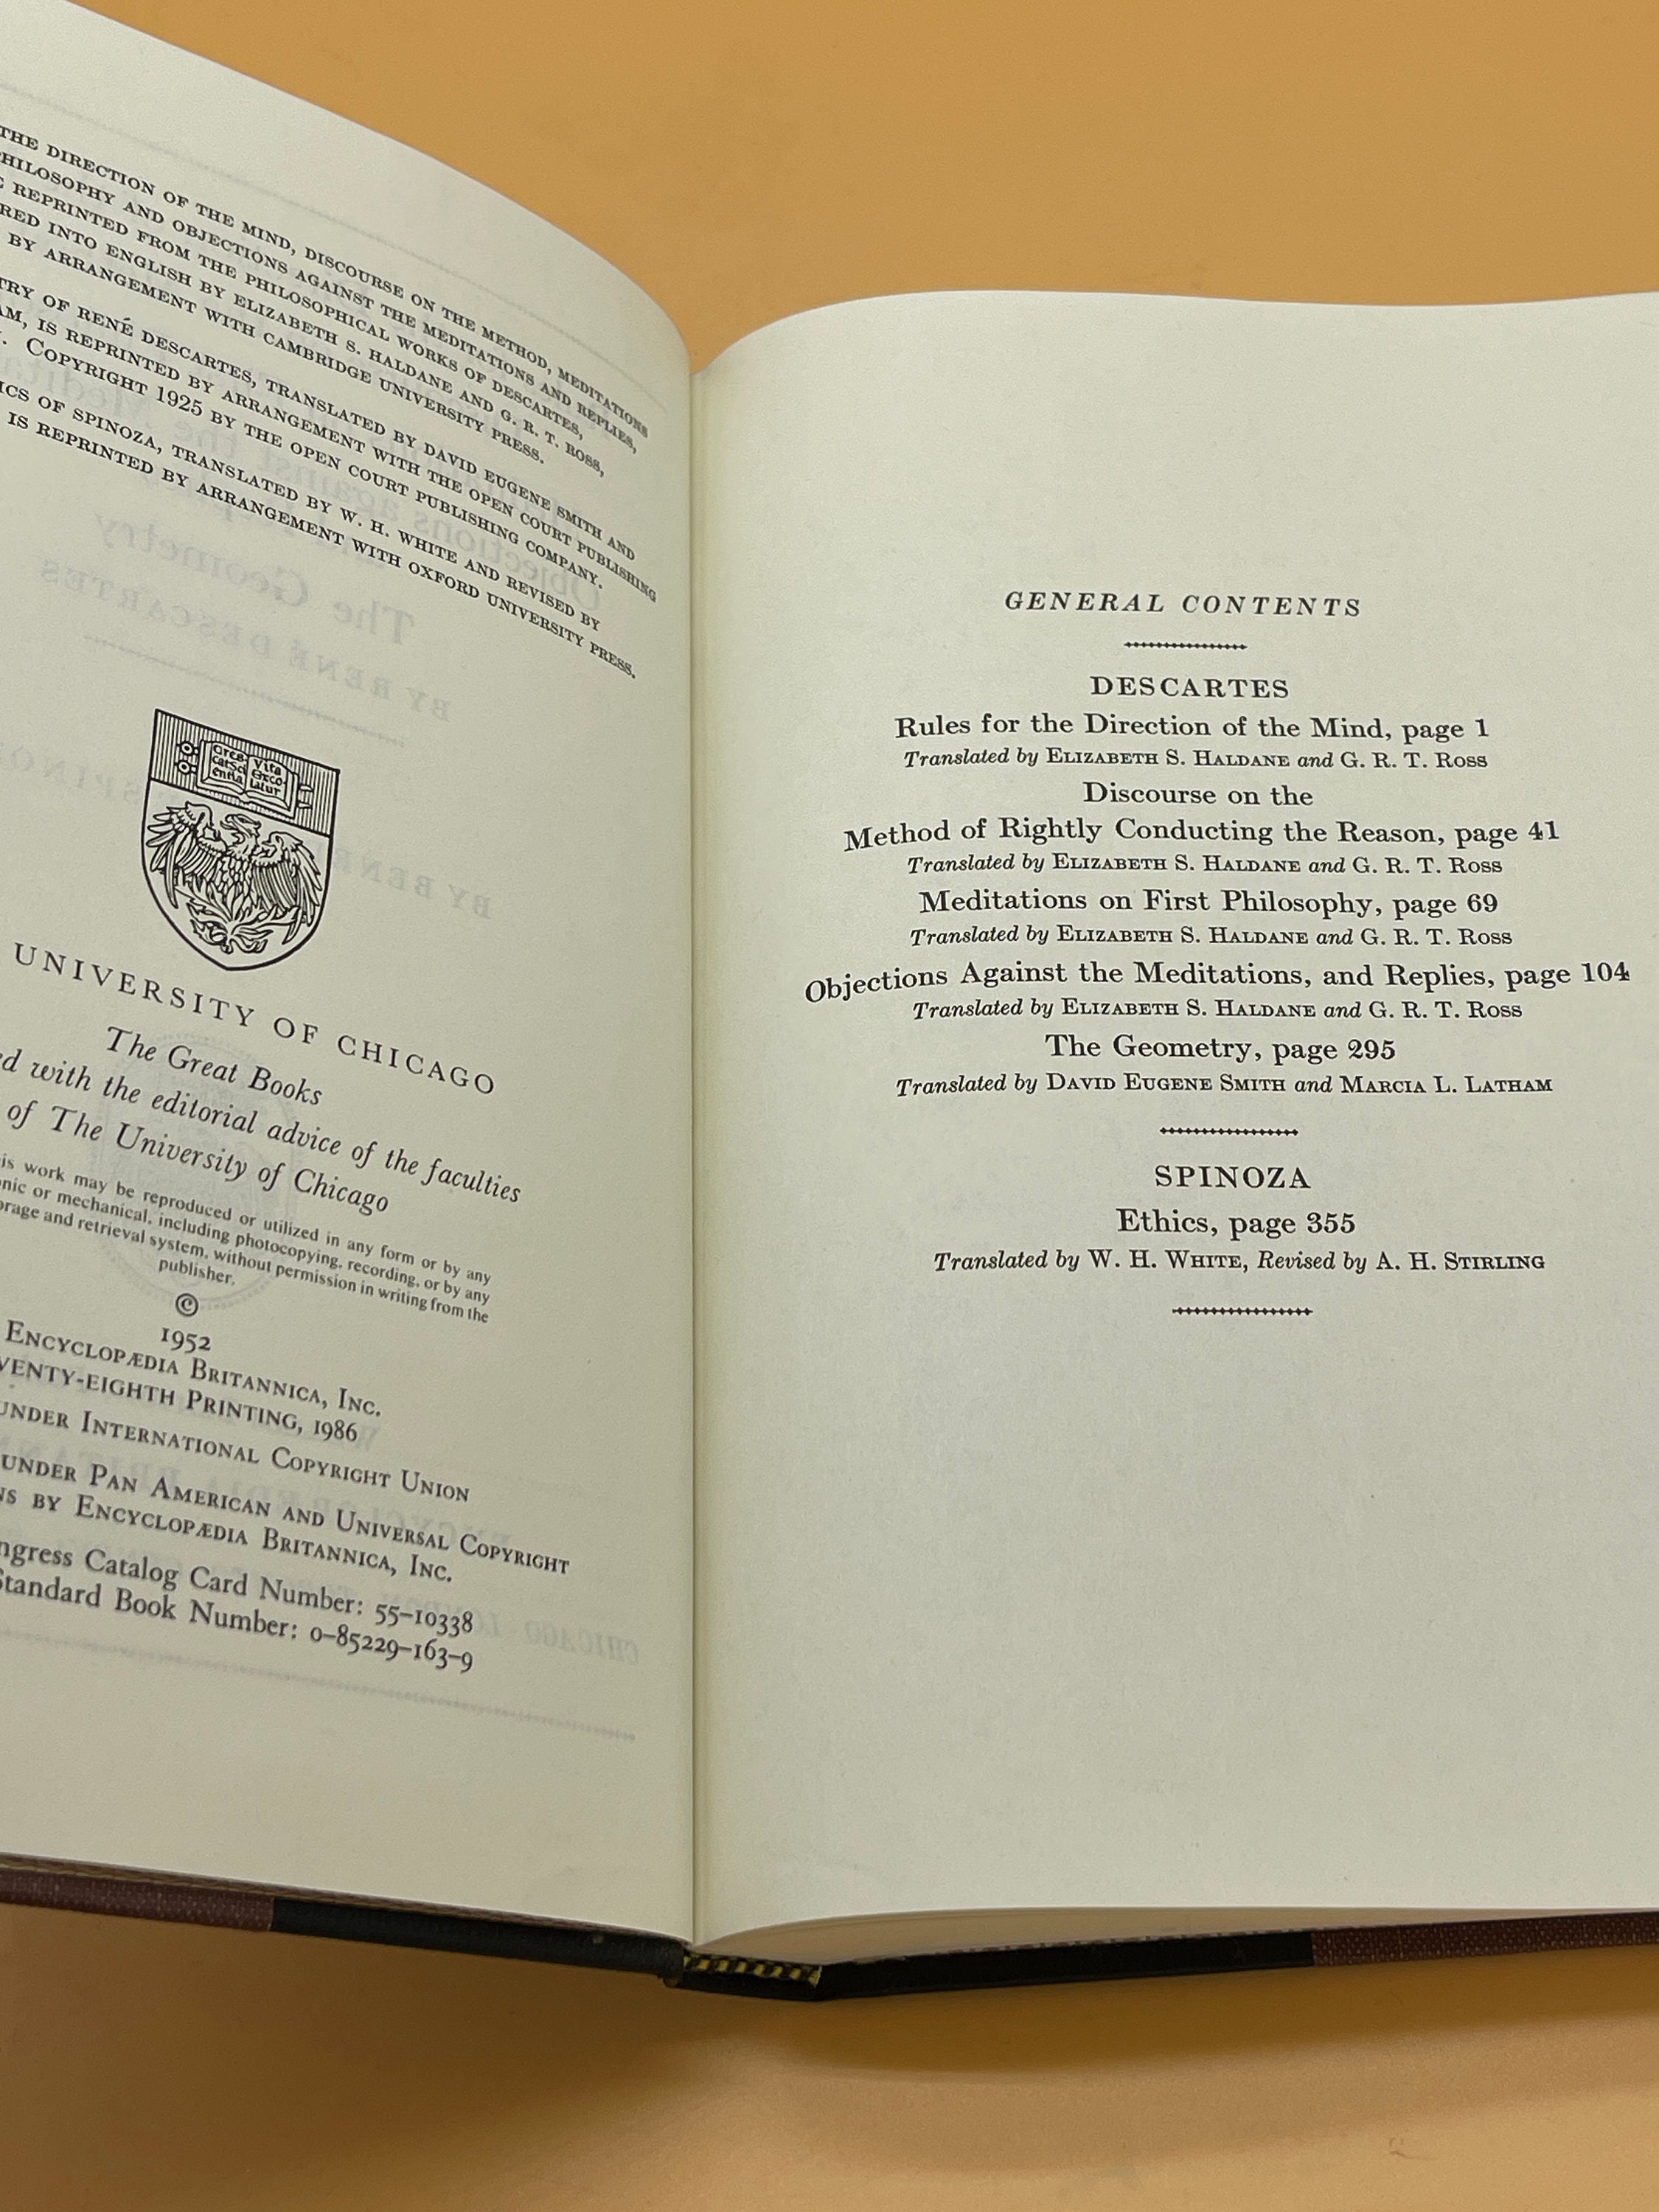 THE DIRECTION OF THE MIND, DISCOURSE ON THE METHOD, MEDITATIONS
PHILOSOPHY AND OBJECTIONS AGAINST THE MEDITATIONS AND REPLIES,
REPRINTED FROM THE PHILOSOPHICAL WORKS OF DESCARTES,
INTO ENGLISH BY ELIZABETH S. HALDANE AND G. R. T. ROSS,
BY ARRANGEMENT WITH CAMBRIDGE UNIVERSITY PRESS.
OF RENÉ DESCARTES, TRANSLATED BY DAVID EUGENE SMITH AND
IS REPRINTED BY ARRANGEMENT WITH THE OPEN COURT PUBLISHING
COPYRIGHT 1925 BY THE OPEN COURT PUBLISHING COMPANY.
OF SPINOZA, TRANSLATED BY W. H. WHITE AND REVISED BY
IS REPRINTED BY ARRANGEMENT WITH OXFORD UNIVERSITY PRESS.
Cres- Vita
cat Sci Exco
entia latur
UNIVERSITY OF CHICAGO
The Great Books
with the editorial advice of the faculties
of The University of Chicago
work may be reproduced or utilized in any form or by any
or mechanical, including photocopying, recording, or by any
and retrieval system, without permission in writing from the
publisher.
©
1952
ENCYCLOPÆDIA BRITANNICA, INC.
EIGHTH PRINTING, 1986
UNDER INTERNATIONAL COPYRIGHT UNION
UNDER PAN AMERICAN AND UNIVERSAL COPYRIGHT
BY ENCYCLOPÆDIA BRITANNICA, INC.
Catalog Card Number: 55-10338
Standard Book Number: 0-85229-163-9
GENERAL CONTENTS
DESCARTES
Rules for the Direction of the Mind, page 1
Translated by ELIZABETH S. HALDANE and G. R. T. ROSS
Discourse on the
Method of Rightly Conducting the Reason, page 41
Translated by ELIZABETH S. HALDANE and G. R. T. ROSS
Meditations on First Philosophy, page 69
Translated by ELIZABETH S. HALDANE and G. R. T. ROSS
Objections Against the Meditations, and Replies, page 104
Translated by ELIZABETH S. HALDANE and G. R. T. ROSS
The Geometry, page 295
Translated by DAVID EUGENE SMITH and MARCIA L. LATHAM
SPINOZA
Ethics, page 355
Translated by W. H. WHITE, Revised by A. H. STIRLING